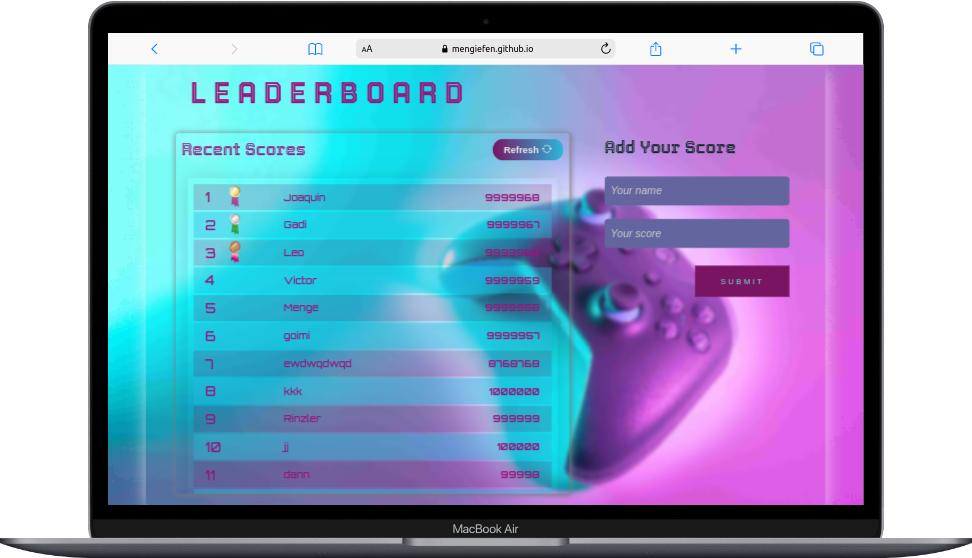 AA
mengiefen.github.io
LEADERBOARD
Recent Scores
Refresh
1 Joaquin 9999968
2 Gadi 9999967
3 Leo
4 Victor 9999959
5 Menge
6 goimi 9999957
7 ewdwqdwqd 8768768
8 kkk 1000000
9 Rinzler 999999
10 jj 100000
11 dann 99998
Add Your Score
Your name
Your score
SUBMIT
MacBook Air